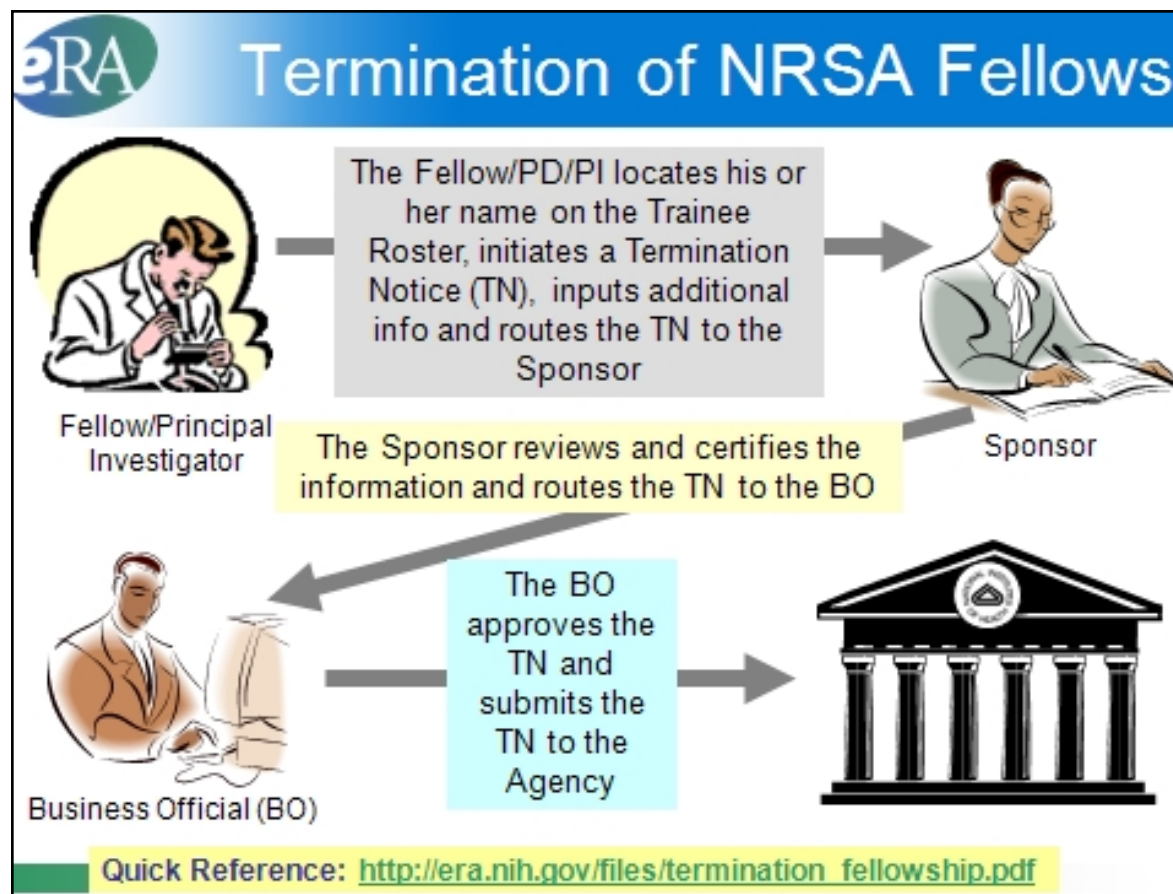 eRA
Termination of NRSA Fellows
The Fellow/PD/PI locates his or
her name on the Trainee
Roster, initiates a Termination
Notice (TN), inputs additional
info and routes the TN to the
Sponsor
Fellow/Principal
Investigator
Sponsor
The Sponsor reviews and certifies the
information and routes the TN to the BO
The BO
approves the
TN and
submits the
TN to the
Agency
Business Official (BO)
Quick Reference: http://era.nih.gov/files/termination_fellowship.pdf